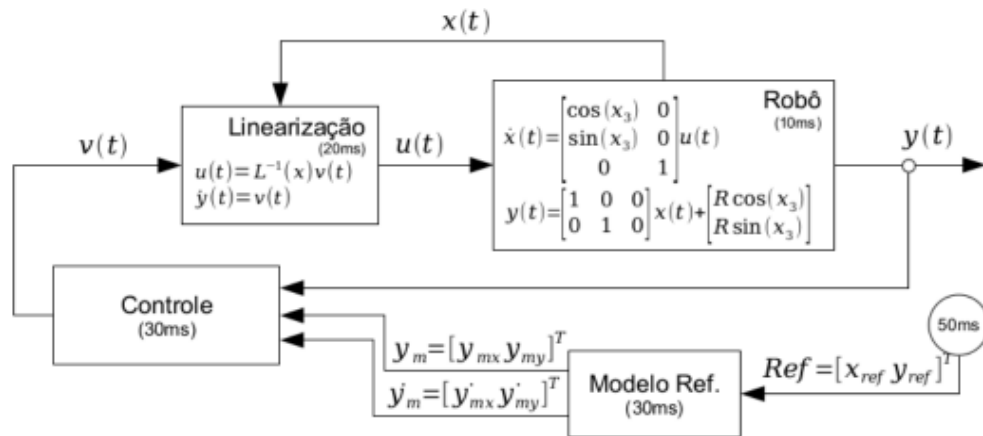 x(t)
Linearização
(20ms)
u(t)=L⁻¹(x)v(t)
ẏ(t)=v(t)
v(t)
u(t)
Robô
(10ms)
ẋ(t)=[cos(x₃) 0
sin(x₃) 0
0 1]u(t)
y(t)=[1 0 0
0 1 0]x(t)+[R cos(x₃)
R sin(x₃)]
y(t)
Controle
(30ms)
50ms
y_m=[y_mx y_my]ᵀ
ẏ_m=[ẏ_mx ẏ_my]ᵀ
Modelo Ref.
(30ms)
Ref=[x_ref y_ref]ᵀ